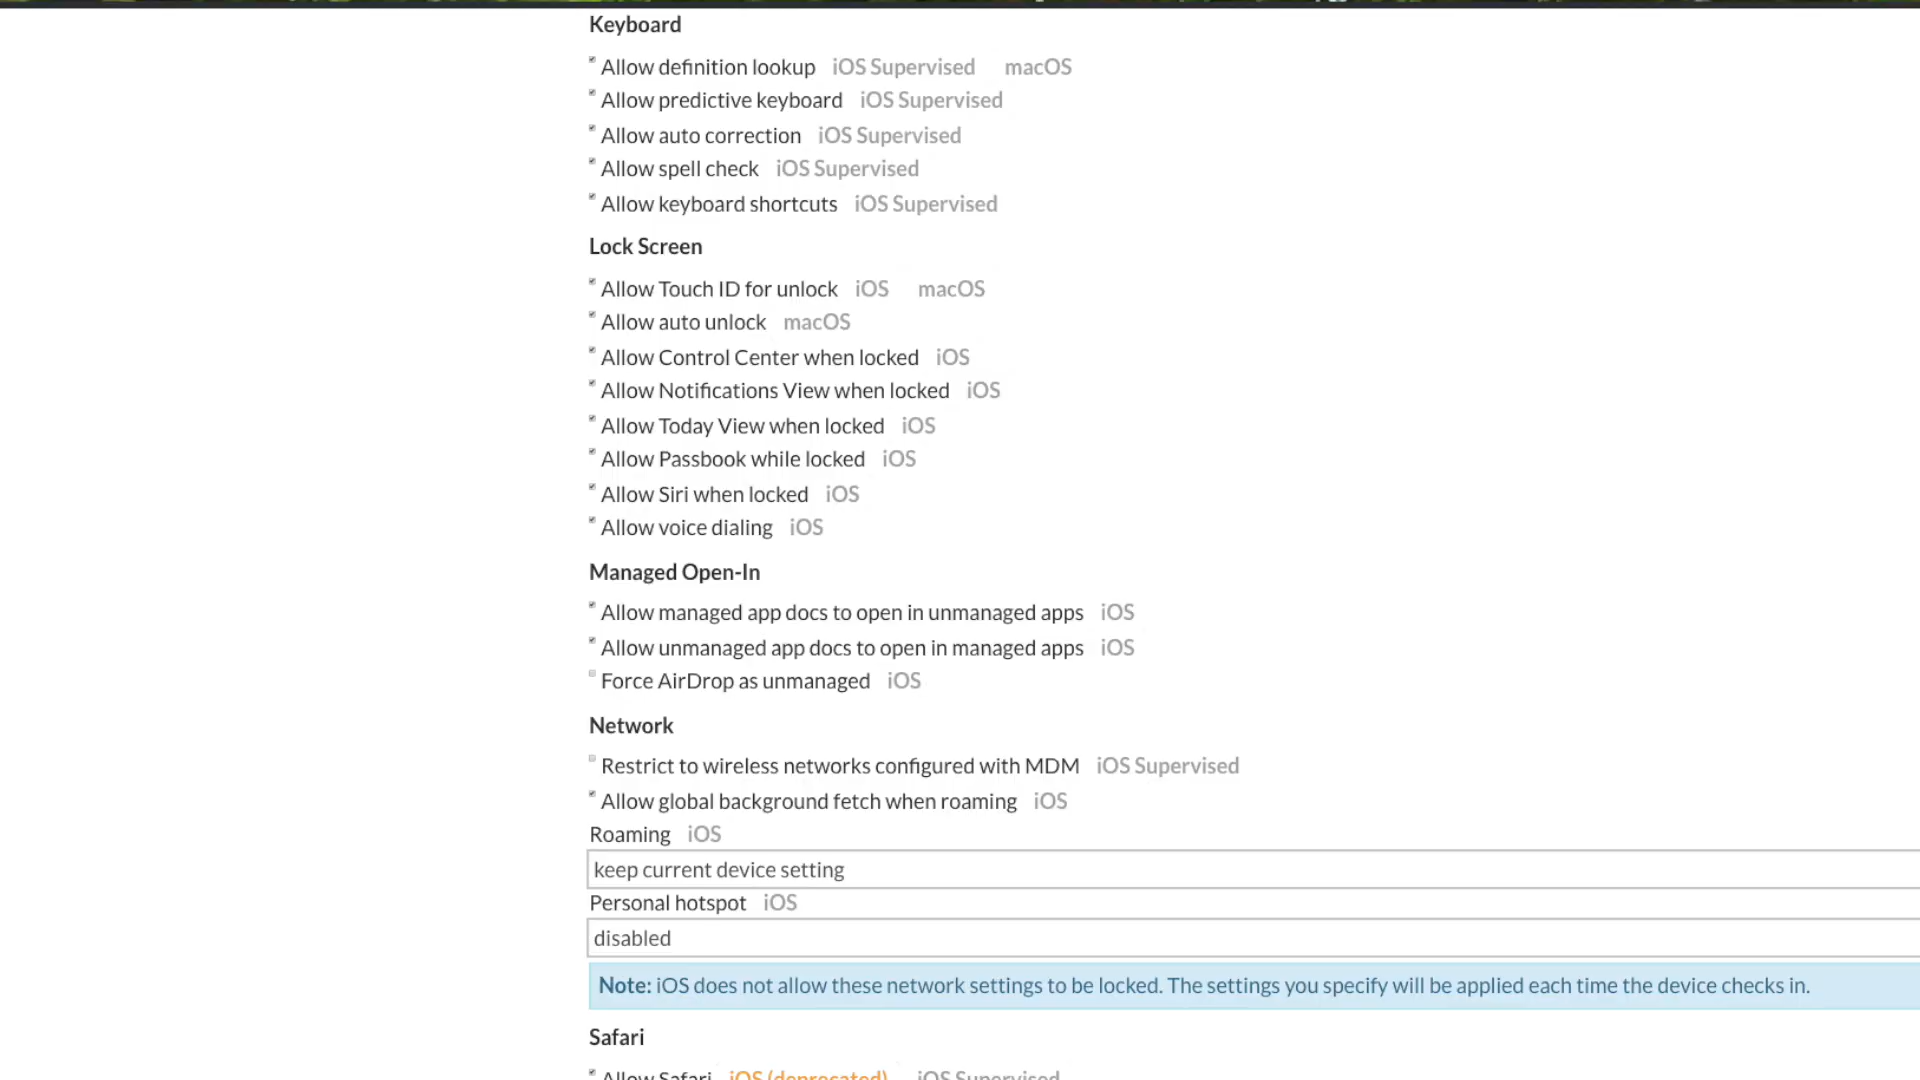 Keyboard
Allow definition lookup iOS Supervised macOS
Allow predictive keyboard iOS Supervised
Allow auto correction iOS Supervised
Allow spell check iOS Supervised
Allow keyboard shortcuts iOS Supervised
Lock Screen
Allow Touch ID for unlock iOS macOS
Allow auto unlock macOS
Allow Control Center when locked iOS
Allow Notifications View when locked iOS
Allow Today View when locked iOS
Allow Passbook while locked iOS
Allow Siri when locked iOS
Allow voice dialing iOS
Managed Open-In
Allow managed app docs to open in unmanaged apps iOS
Allow unmanaged app docs to open in managed apps iOS
Force AirDrop as unmanaged iOS
Network
Restrict to wireless networks configured with MDM iOS Supervised
Allow global background fetch when roaming iOS
Roaming iOS
keep current device setting
Personal hotspot iOS
disabled
Note: iOS does not allow these network settings to be locked. The settings you specify will be applied each time the device checks in.
Safari
Allow Safari iOS (deprecated) iOS Supervised